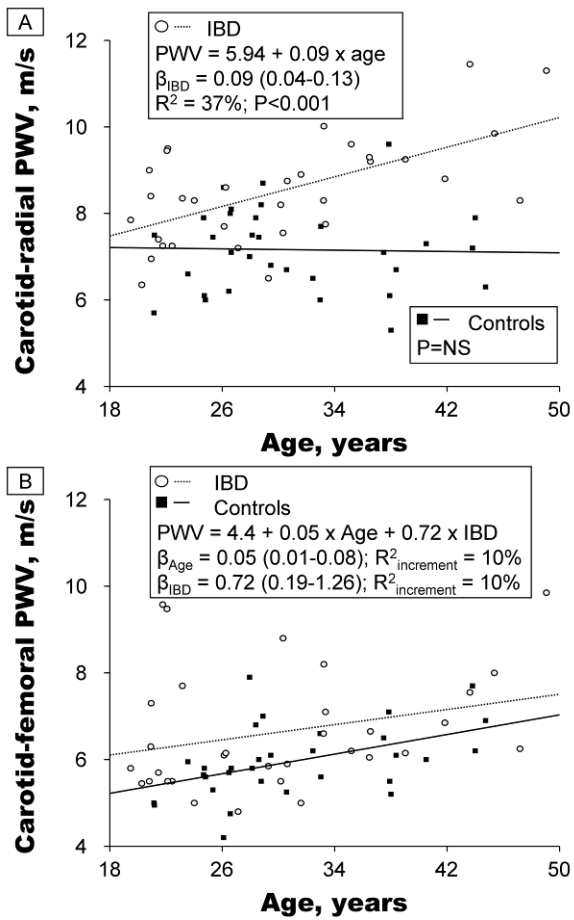 A
IBD
PWV = 5.94 + 0.09 x age
βIBD = 0.09 (0.04-0.13)
R² = 37%; P<0.001
Carotid-radial PWV, m/s
12
10
8
6
4
Controls
P=NS
18 26 34 42 50
Age, years
B
IBD
Controls
PWV = 4.4 + 0.05 x Age + 0.72 x IBD
βAge = 0.05 (0.01-0.08); R²increment = 10%
βIBD = 0.72 (0.19-1.26); R²increment = 10%
Carotid-femoral PWV, m/s
12
10
8
6
4
18 26 34 42 50
Age, years